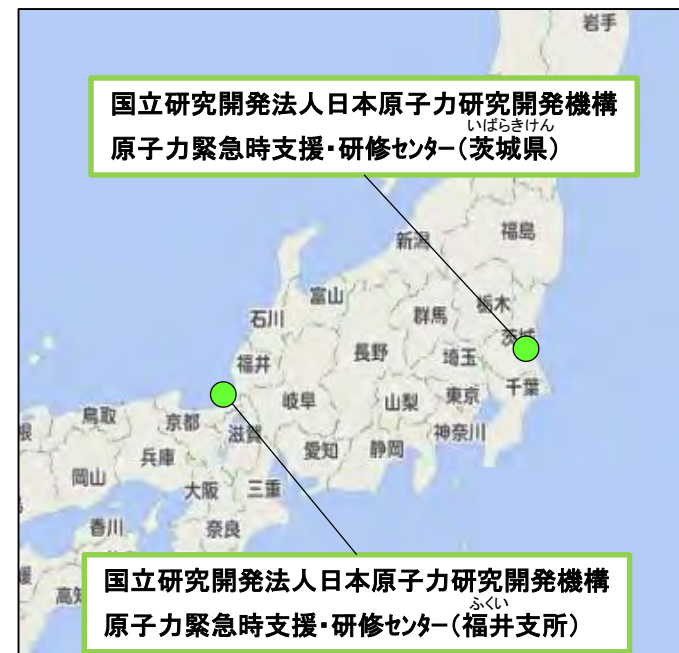 岩手
国立研究開発法人日本原子力研究開発機構
いばらきけん
原子力緊急時支援・研修センター(茨城県)
福島
新潟
富山
栃木
群馬
石川
茨城
長野
埼玉
福井
千葉
岐阜
山梨
東京
鳥取
京都
滋賀
神奈川
兵庫
愛知
静岡
岡山
大阪
三重
香川
奈良
国立研究開発法人日本原子力研究開発機構
ふくい
原子力緊急時支援・研修センター(福井支所)